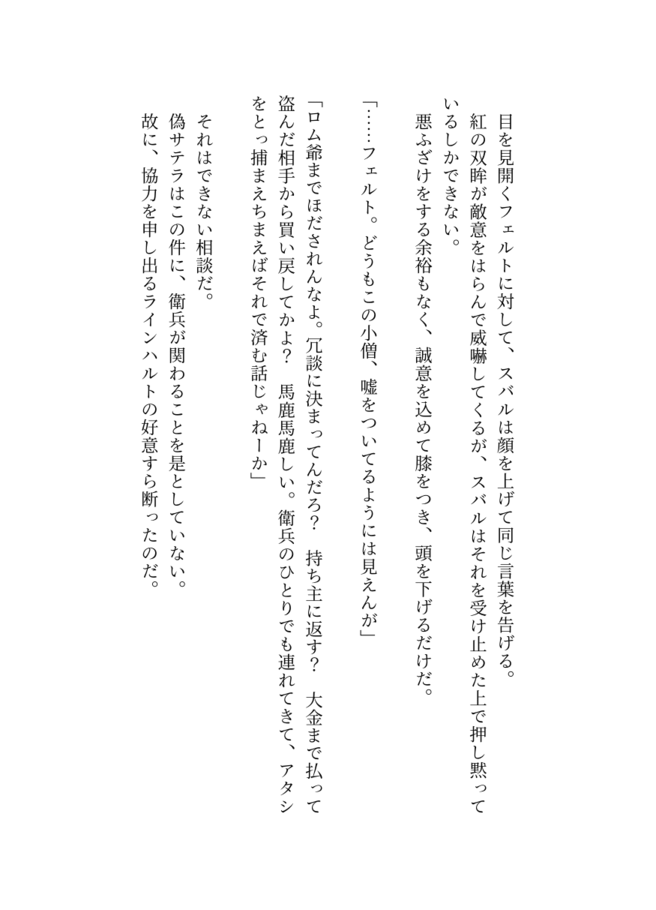 目を見開くフェルトに対して、スバルは顔を上げて同じ言葉を告げる。
紅の双眸が敵意をはらんで威嚇してくるが、スバルはそれを受け止めた上で押し黙って
いるしかできない。
悪ふざけをする余裕もなく、誠意を込めて膝をつき、頭を下げるだけだ。
「……フェルト。どうもこの小僧、嘘をついてるようには見えんが」
「ロム爺までほだされんなよ。冗談に決まってんだろ？　持ち主に返す？　大金まで払って
盗んだ相手から買い戻してかよ？　馬鹿馬鹿しい。衛兵のひとりでも連れてきて、アタシ
をとっ捕まえちまえばそれで済む話じゃねーか」
それはできない相談だ。
偽サテラはこの件に、衛兵が関わることを是としていない。
故に、協力を申し出るラインハルトの好意すら断ったのだ。